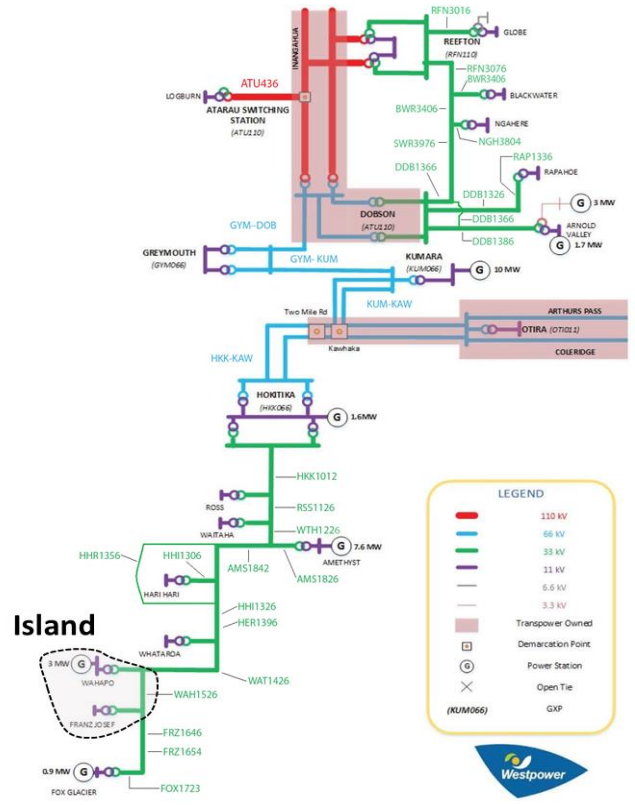 RFN3016
REEFTON
(RFN110)
GLOBE
INANGAHUA
RFN3076
BWR3406
ATU436
LOGBURN
ATARAU SWITCHING
STATION
(ATU110)
BLACKWATER
BWR3406
NGAHERE
SWR3976
NGH3804
RAP1336
DDB1366
RAPAHOE
DDB1326
G 3 MW
DOBSON
(ATU110)
DDB1366
GYM-DOB
ARNOLD
VALLEY
DDB1386
G 1.7 MW
GREYMOUTH
(GYM066)
GYM- KUM
KUMARA
(KUM066)
G 10 MW
KUM-KAW
Two Mile Rd
ARTHURS PASS
OTIRA (OTI011)
Kawhaka
COLERIDGE
HKK-KAW
HOKITIKA
(HKK066)
G 1.6MW
HKK1012
ROSS
RSS1126
WAITAHA
WTH1226
HHR1356
HHI1306
G 7.6 MW
AMETHYST
AMS1842
AMS1826
HARI HARI
HHI1326
HER1396
Island
WHATAROA
WAT1426
3 MW G
WAHAPO
WAH1526
FRANZ JOSEF
FRZ1646
FRZ1654
0.9 MW G
FOX GLACIER
FOX1723
LEGEND
110 kV
66 kV
33 kV
11 kV
6.6 kV
3.3 kV
Transpower Owned
Demarcation Point
G Power Station
Open Tie
(KUM066) GXP
Westpower